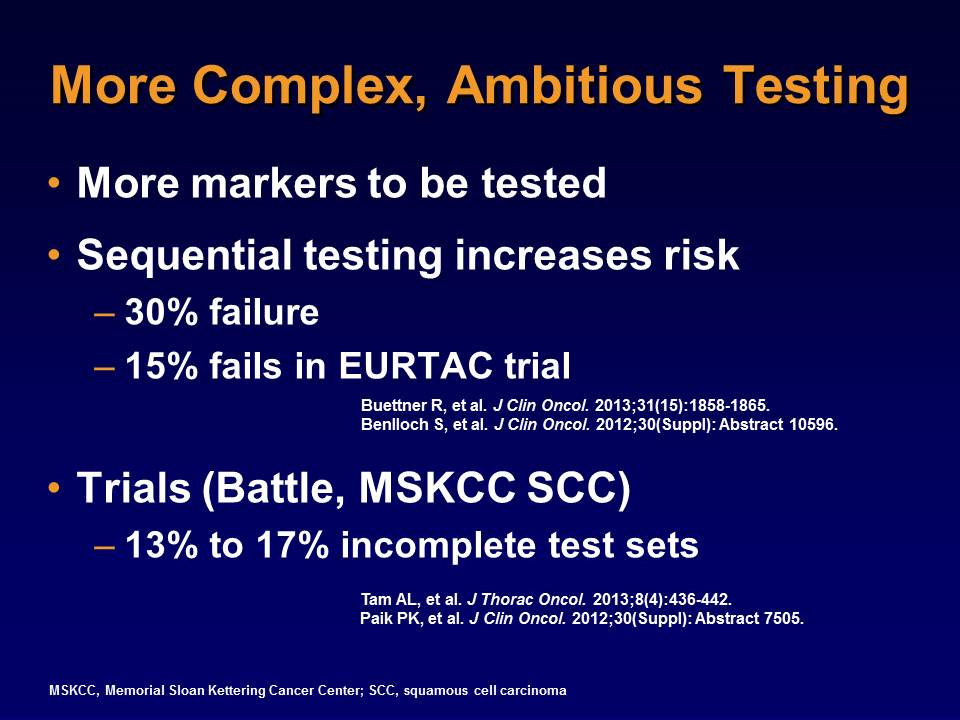 More Complex, Ambitious Testing
• More markers to be tested
• Sequential testing increases risk
– 30% failure
– 15% fails in EURTAC trial
Buettner R, et al. J Clin Oncol. 2013;31(15):1858-1865.
Benlloch S, et al. J Clin Oncol. 2012;30(Suppl): Abstract 10596.
• Trials (Battle, MSKCC SCC)
– 13% to 17% incomplete test sets
Tam AL, et al. J Thorac Oncol. 2013;8(4):436-442.
Paik PK, et al. J Clin Oncol. 2012;30(Suppl): Abstract 7505.
MSKCC, Memorial Sloan Kettering Cancer Center; SCC, squamous cell carcinoma